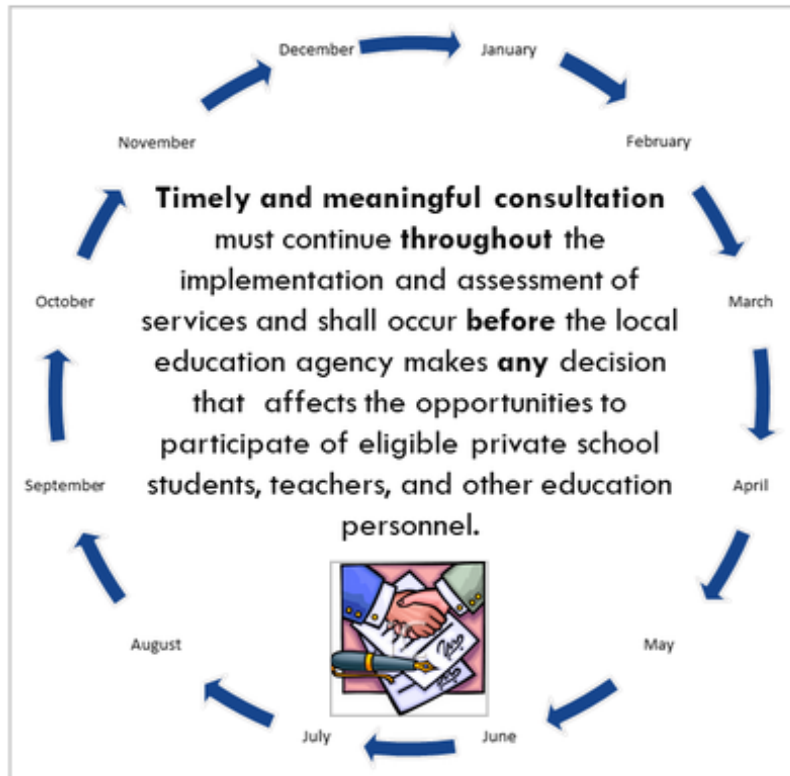 December
January
November
February
Timely and meaningful consultation
must continue throughout the
implementation and assessment of
October
March
services and shall occur before the local
education agency makes any decision
that affects the opportunities to
participate of eligible private school
September
April
students, teachers, and other education
personnel.
August
May
July
June